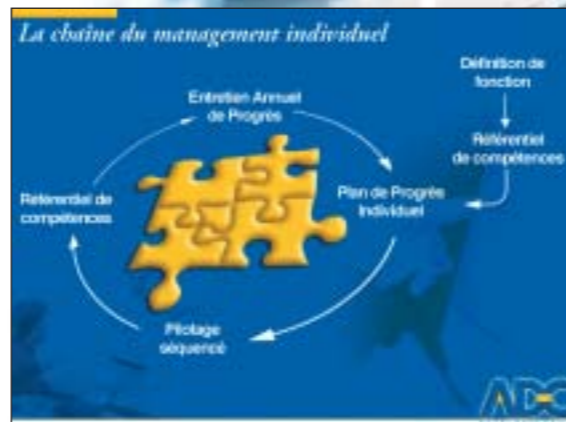 La chaîne du management individuel
Définition de
fonction
Entretien Annuel
de Progrès
Référentiel
de compétences
Référentiel de
compétences
Plan de Progrès
Individuel
Pilotage
séquencé